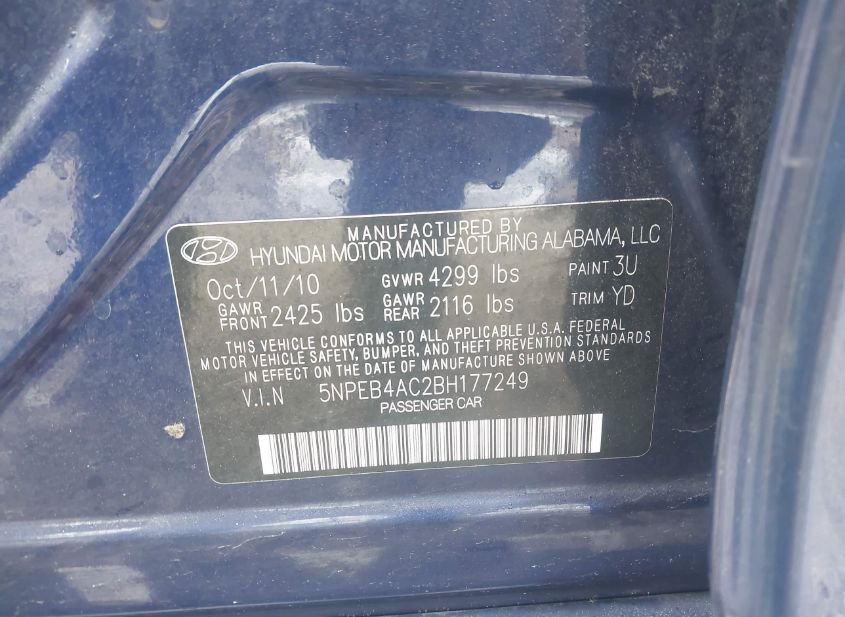 MANUFACTURED BY
HYUNDAI MOTOR MANUFACTURING ALABAMA, LLC
Oct/11/10 GVWR 4299 lbs PAINT 3U
GAWR FRONT 2425 lbs GAWR REAR 2116 lbs TRIM YD
THIS VEHICLE CONFORMS TO ALL APPLICABLE U.S.A. FEDERAL
MOTOR VEHICLE SAFETY, BUMPER, AND THEFT PREVENTION STANDARDS
IN EFFECT ON THE DATE OF MANUFACTURE SHOWN ABOVE
V.I.N 5NPEB4AC2BH177249
PASSENGER CAR